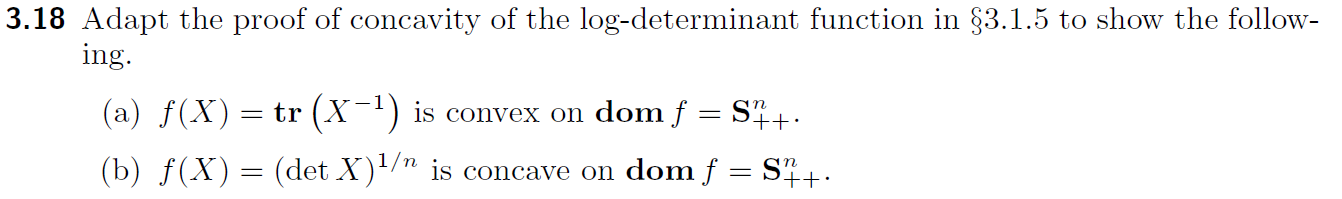 3.18 Adapt the proof of concavity of the log-determinant function in §3.1.5 to show the follow-
ing.
(a) f(X) = tr (X⁻¹) is convex on dom f = Sⁿ₊₊.
(b) f(X) = (det X)^{1/n} is concave on dom f = Sⁿ₊₊.